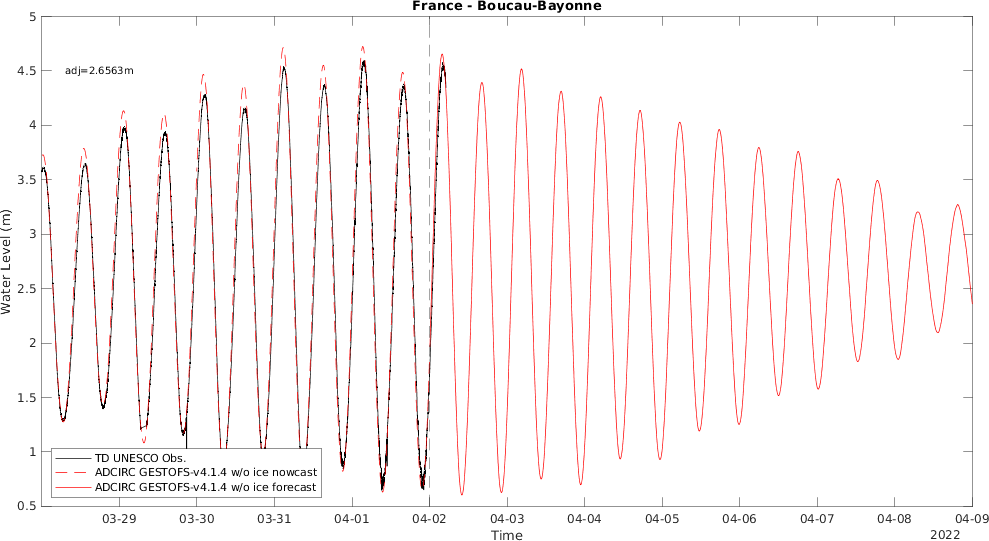 France - Boucau-Bayonne
5
4.5
4
3.5
3
2.5
2
1.5
1
0.5
Water Level (m)
adj=2.6563m
TD UNESCO Obs.
ADCIRC GESTOFS-v4.1.4 w/o ice nowcast
ADCIRC GESTOFS-v4.1.4 w/o ice forecast
03-29 03-30 03-31 04-01 04-02 04-03 04-04 04-05 04-06 04-07 04-08 04-09
Time
2022